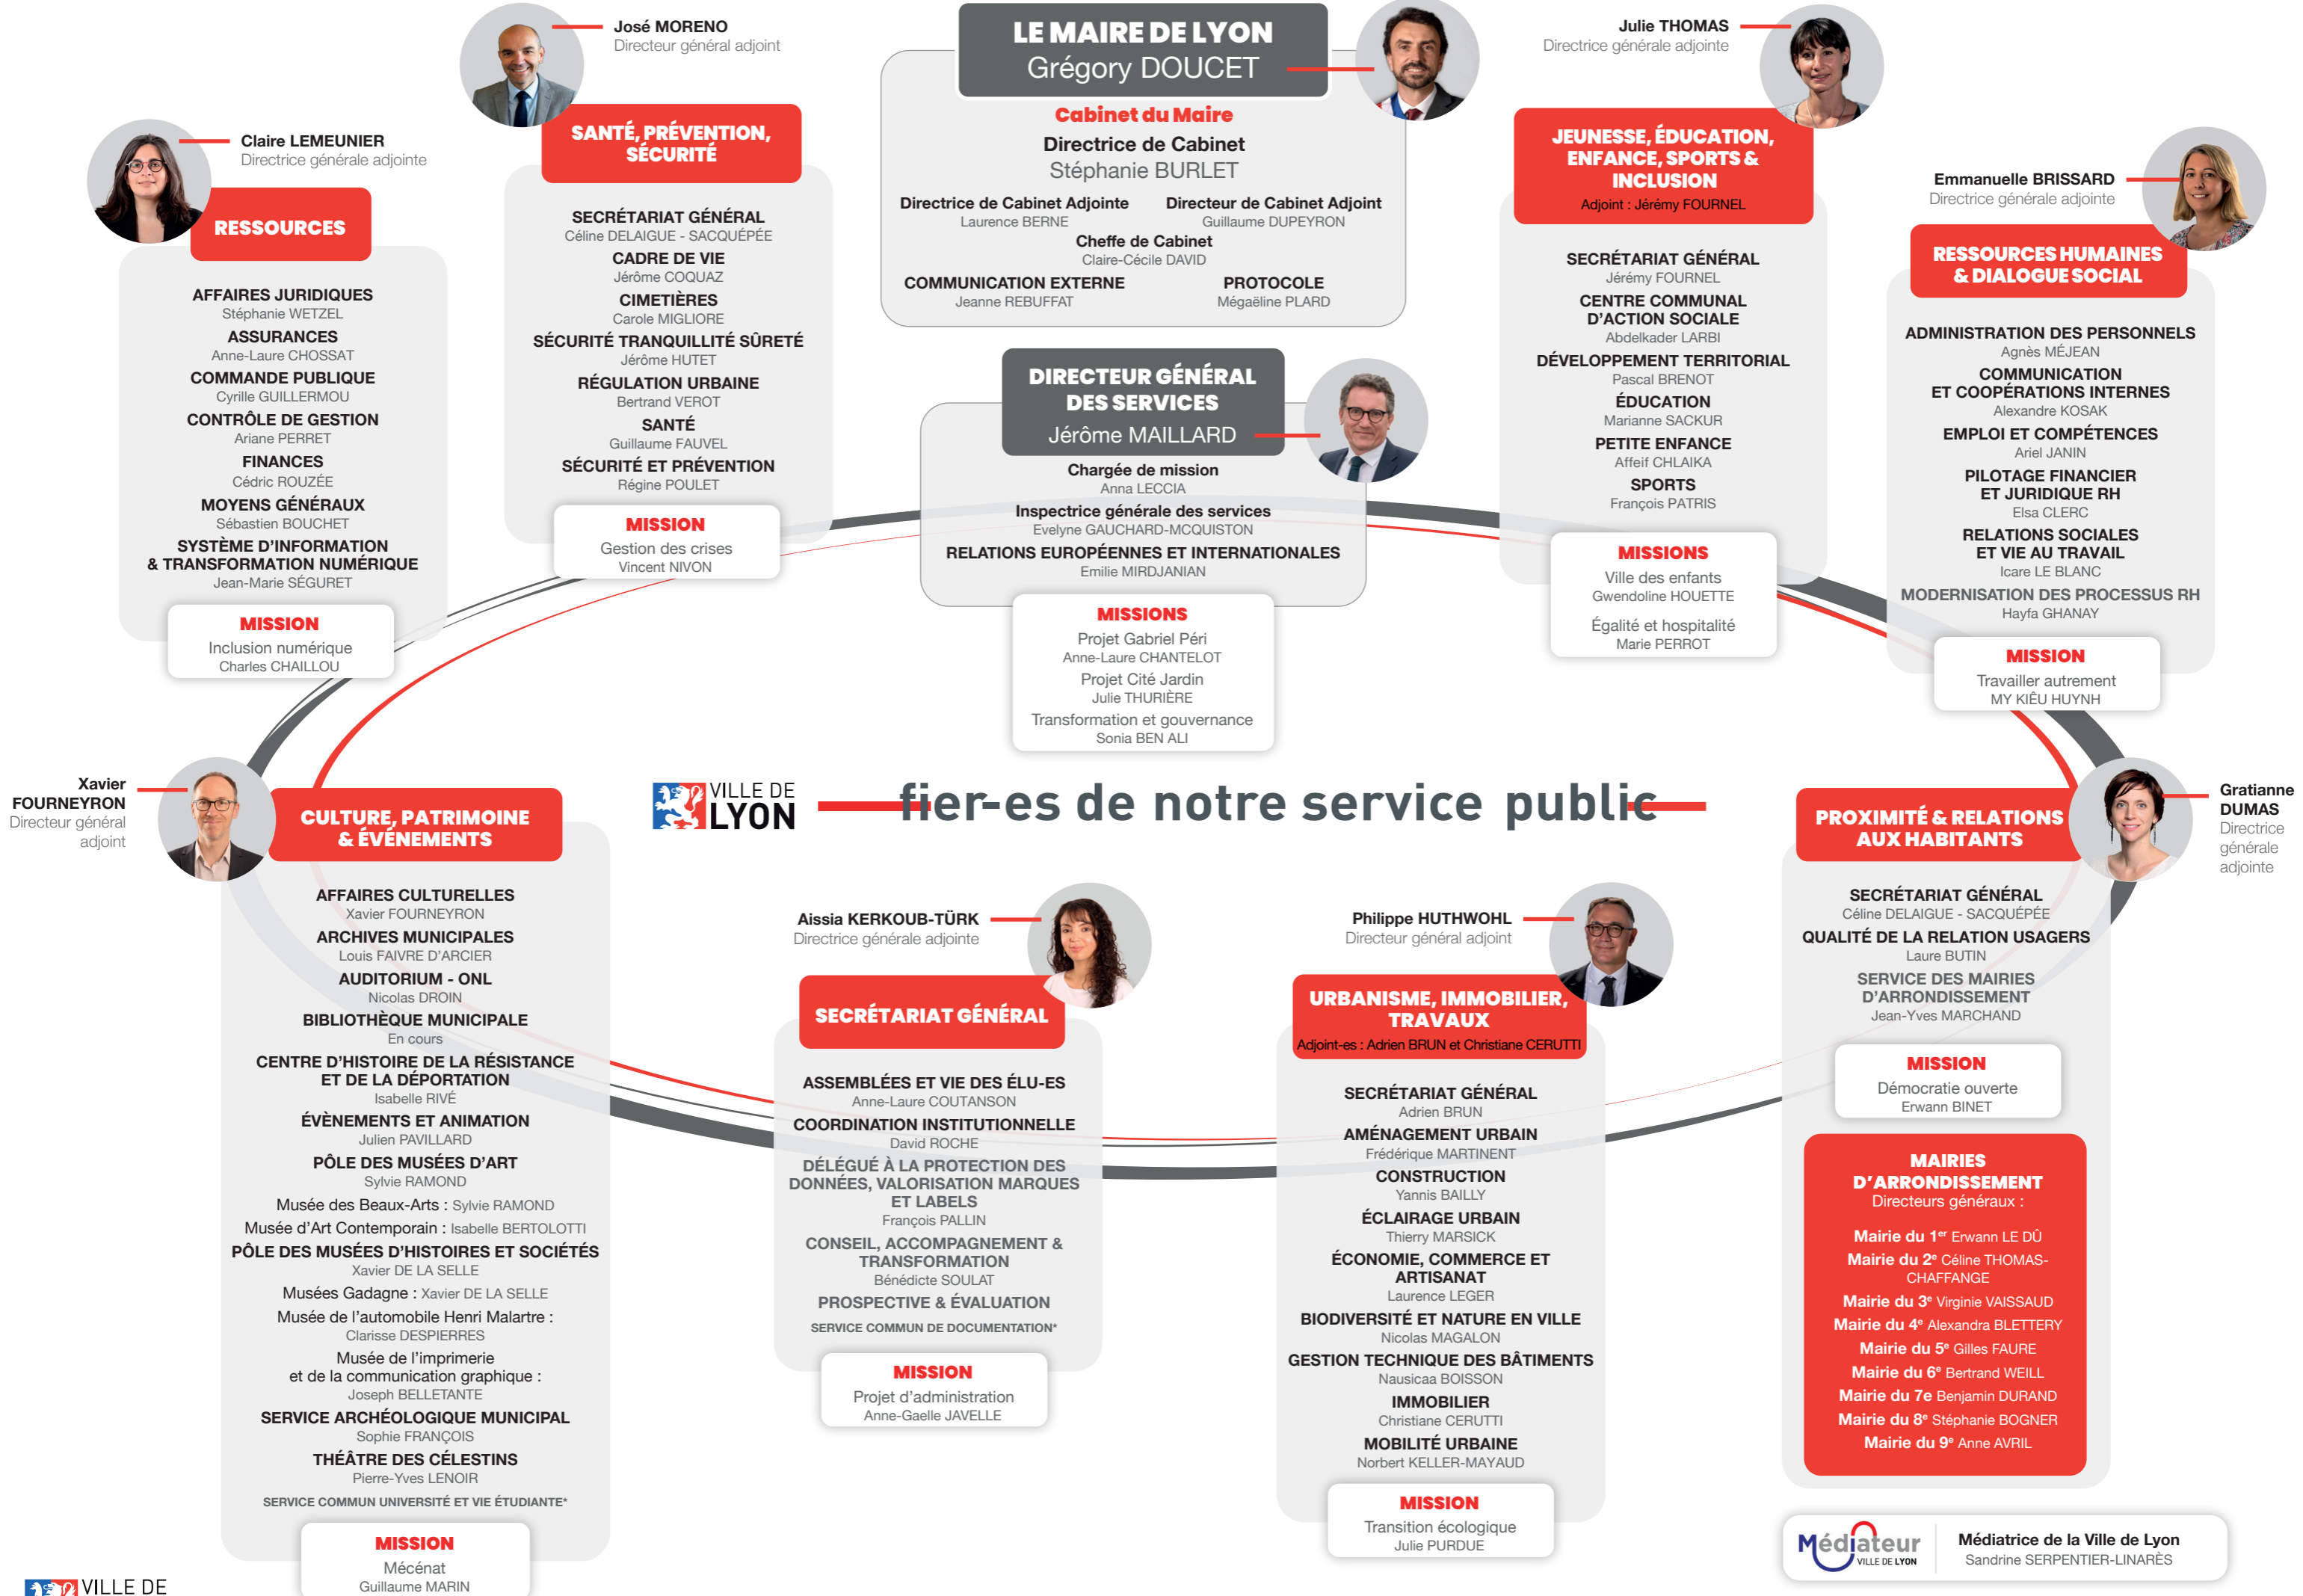 José MORENO
Directeur général adjoint
LE MAIRE DE LYON
Grégory DOUCET
Cabinet du Maire
Directrice de Cabinet
Stéphanie BURLET
Directrice de Cabinet Adjointe
Laurence BERNE
Directeur de Cabinet Adjoint
Guillaume DUPEYRON
Cheffe de Cabinet
Claire-Cécile DAVID
COMMUNICATION EXTERNE
Jeanne REBUFFAT
PROTOCOLE
Mégaëline PLARD
Julie THOMAS
Directrice générale adjointe
Claire LEMEUNIER
Directrice générale adjointe
RESSOURCES
AFFAIRES JURIDIQUES
Stéphanie WETZEL
ASSURANCES
Anne-Laure CHOSSAT
COMMANDE PUBLIQUE
Cyrille GUILLERMOU
CONTRÔLE DE GESTION
Ariane PERRET
FINANCES
Cédric ROUZÉE
MOYENS GÉNÉRAUX
Sébastien BOUCHET
SYSTÈME D'INFORMATION
& TRANSFORMATION NUMÉRIQUE
Jean-Marie SÉGURET
MISSION
Inclusion numérique
Charles CHAILLOU
SANTÉ, PRÉVENTION,
SÉCURITÉ
SECRÉTARIAT GÉNÉRAL
Céline DELAIGUE - SACQUÉPÉE
CADRE DE VIE
Jérôme COQUAZ
CIMETIÈRES
Carole MIGLIORE
SÉCURITÉ TRANQUILLITÉ SÛRETÉ
Jérôme HUTET
RÉGULATION URBAINE
Bertrand VEROT
SANTÉ
Guillaume FAUVEL
SÉCURITÉ ET PRÉVENTION
Régine POULET
MISSION
Gestion des crises
Vincent NIVON
DIRECTEUR GÉNÉRAL
DES SERVICES
Jérôme MAILLARD
Chargée de mission
Anna LECCIA
Inspectrice générale des services
Evelyne GAUCHARD-MCQUISTON
RELATIONS EUROPÉENNES ET INTERNATIONALES
Emilie MIRDJANIAN
MISSIONS
Projet Gabriel Péri
Anne-Laure CHANTELOT
Projet Cité Jardin
Julie THURIÈRE
Transformation et gouvernance
Sonia BEN ALI
JEUNESSE, ÉDUCATION,
ENFANCE, SPORTS &
INCLUSION
Adjoint : Jérémy FOURNEL
SECRÉTARIAT GÉNÉRAL
Jérémy FOURNEL
CENTRE COMMUNAL
D'ACTION SOCIALE
Abdelkader LARBI
DÉVELOPPEMENT TERRITORIAL
Pascal BRENOT
ÉDUCATION
Marianne SACKUR
PETITE ENFANCE
Affeif CHLAIKA
SPORTS
François PATRIS
MISSIONS
Ville des enfants
Gwendoline HOUETTE
Égalité et hospitalité
Marie PERROT
Emmanuelle BRISSARD
Directrice générale adjointe
RESSOURCES HUMAINES
& DIALOGUE SOCIAL
ADMINISTRATION DES PERSONNELS
Agnès MÉJEAN
COMMUNICATION
ET COOPÉRATIONS INTERNES
Alexandre KOSAK
EMPLOI ET COMPÉTENCES
Ariel JANIN
PILOTAGE FINANCIER
ET JURIDIQUE RH
Elsa CLERC
RELATIONS SOCIALES
ET VIE AU TRAVAIL
Icare LE BLANC
MODERNISATION DES PROCESSUS RH
Hayfa GHANAY
MISSION
Travailler autrement
MY KIÊU HUYNH
VILLE DE
LYON
fier-es de notre service public
Xavier
FOURNEYRON
Directeur général
adjoint
CULTURE, PATRIMOINE
& ÉVÉNEMENTS
AFFAIRES CULTURELLES
Xavier FOURNEYRON
ARCHIVES MUNICIPALES
Louis FAIVRE D'ARCIER
AUDITORIUM - ONL
Nicolas DROIN
BIBLIOTHÈQUE MUNICIPALE
En cours
CENTRE D'HISTOIRE DE LA RÉSISTANCE
ET DE LA DÉPORTATION
Isabelle RIVÉ
ÉVÈNEMENTS ET ANIMATION
Julien PAVILLARD
PÔLE DES MUSÉES D'ART
Sylvie RAMOND
Musée des Beaux-Arts : Sylvie RAMOND
Musée d'Art Contemporain : Isabelle BERTOLOTTI
PÔLE DES MUSÉES D'HISTOIRES ET SOCIÉTÉS
Xavier DE LA SELLE
Musées Gadagne : Xavier DE LA SELLE
Musée de l'automobile Henri Malartre :
Clarisse DESPIERRES
Musée de l'imprimerie
et de la communication graphique :
Joseph BELLETANTE
SERVICE ARCHÉOLOGIQUE MUNICIPAL
Sophie FRANÇOIS
THÉÂTRE DES CÉLESTINS
Pierre-Yves LENOIR
SERVICE COMMUN UNIVERSITÉ ET VIE ÉTUDIANTE*
MISSION
Mécénat
Guillaume MARIN
Aissia KERKOUB-TÜRK
Directrice générale adjointe
SECRÉTARIAT GÉNÉRAL
ASSEMBLÉES ET VIE DES ÉLU-ES
Anne-Laure COUTANSON
COORDINATION INSTITUTIONNELLE
David ROCHE
DÉLÉGUÉ À LA PROTECTION DES
DONNÉES, VALORISATION MARQUES
ET LABELS
François PALLIN
CONSEIL, ACCOMPAGNEMENT &
TRANSFORMATION
Bénédicte SOULAT
PROSPECTIVE & ÉVALUATION
SERVICE COMMUN DE DOCUMENTATION*
MISSION
Projet d'administration
Anne-Gaelle JAVELLE
Philippe HUTHWOHL
Directeur général adjoint
URBANISME, IMMOBILIER,
TRAVAUX
Adjoint-es : Adrien BRUN et Christiane CERUTTI
SECRÉTARIAT GÉNÉRAL
Adrien BRUN
AMÉNAGEMENT URBAIN
Frédérique MARTINENT
CONSTRUCTION
Yannis BAILLY
ÉCLAIRAGE URBAIN
Thierry MARSICK
ÉCONOMIE, COMMERCE ET
ARTISANAT
Laurence LEGER
BIODIVERSITÉ ET NATURE EN VILLE
Nicolas MAGALON
GESTION TECHNIQUE DES BÂTIMENTS
Nausicaa BOISSON
IMMOBILIER
Christiane CERUTTI
MOBILITÉ URBAINE
Norbert KELLER-MAYAUD
MISSION
Transition écologique
Julie PURDUE
Gratianne
DUMAS
Directrice
générale
adjointe
PROXIMITÉ & RELATIONS
AUX HABITANTS
SECRÉTARIAT GÉNÉRAL
Céline DELAIGUE - SACQUÉPÉE
QUALITÉ DE LA RELATION USAGERS
Laure BUTIN
SERVICE DES MAIRIES
D'ARRONDISSEMENT
Jean-Yves MARCHAND
MISSION
Démocratie ouverte
Erwann BINET
MAIRIES
D'ARRONDISSEMENT
Directeurs généraux :
Mairie du 1er Erwann LE DÛ
Mairie du 2e Céline THOMAS-
CHAFFANGE
Mairie du 3e Virginie VAISSAUD
Mairie du 4e Alexandra BLETTERY
Mairie du 5e Gilles FAURE
Mairie du 6e Bertrand WEILL
Mairie du 7e Benjamin DURAND
Mairie du 8e Stéphanie BOGNER
Mairie du 9e Anne AVRIL
Médiateur
VILLE DE LYON
Médiatrice de la Ville de Lyon
Sandrine SERPENTIER-LINARÈS
VILLE DE